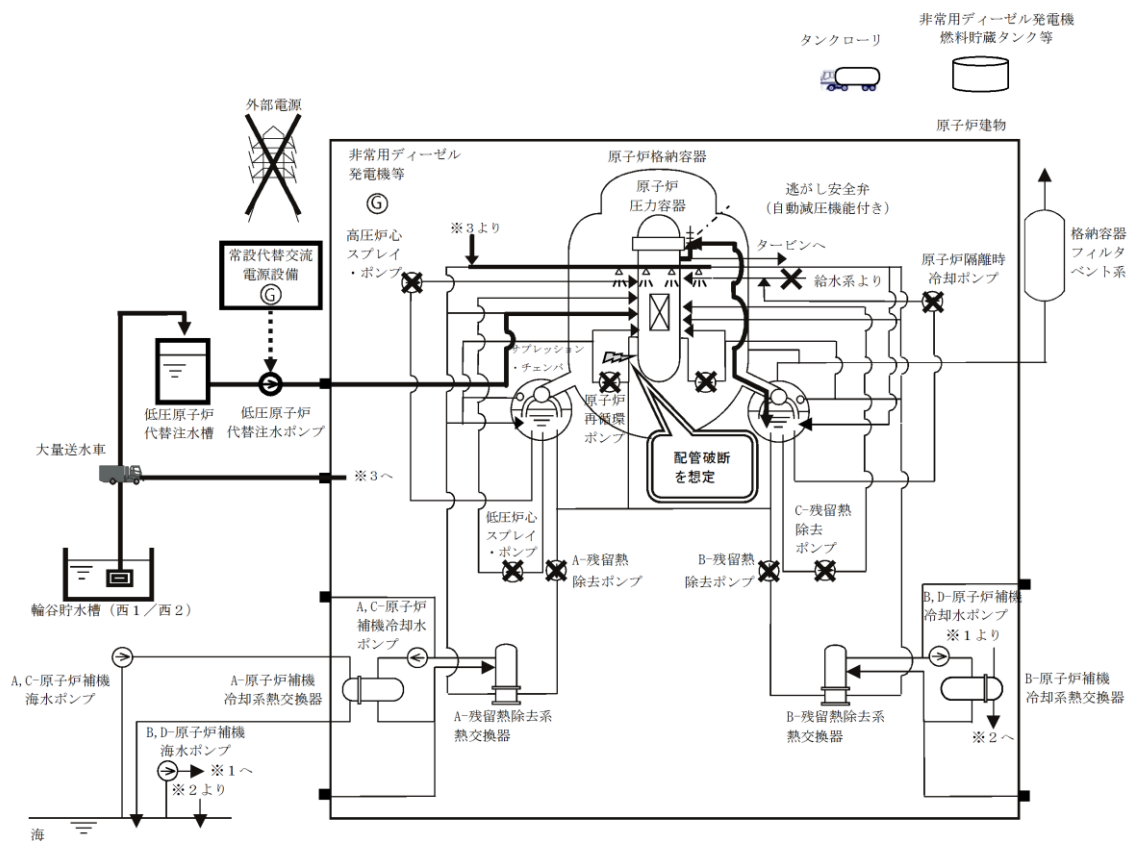 非常用ディーゼル発電機
燃料貯蔵タンク等
タンクローリ
外部電源
原子炉建物
非常用ディーゼル
発電機等
G
原子炉格納容器
原子炉
圧力容器
逃がし安全弁
(自動減圧機能付き)
※3より
タービンへ
高圧炉心
スプレイ
・ポンプ
常設代替交流
電源設備
G
給水系より
原子炉隔離時
冷却ポンプ
格納容器
フィルタ
ベント系
サプレッション
・チェンバ
低圧原子炉
代替注水槽
低圧原子炉
代替注水ポンプ
原子炉
再循環
ポンプ
配管破断
を想定
大量送水車
※3へ
低圧炉心
スプレイ
・ポンプ
A-残留熱
除去ポンプ
B-残留熱
除去ポンプ
C-残留熱
除去
ポンプ
輪谷貯水槽(西1/西2)
A,C-原子炉
補機冷却水
ポンプ
B,D-原子炉補機
冷却水ポンプ
※1より
A,C-原子炉補機
海水ポンプ
A-原子炉補機
冷却系熱交換器
A-残留熱除去系
熱交換器
B-残留熱除去系
熱交換器
B-原子炉補機
冷却系熱交換器
※2へ
B,D-原子炉補機
海水ポンプ
※1へ
※2より
海